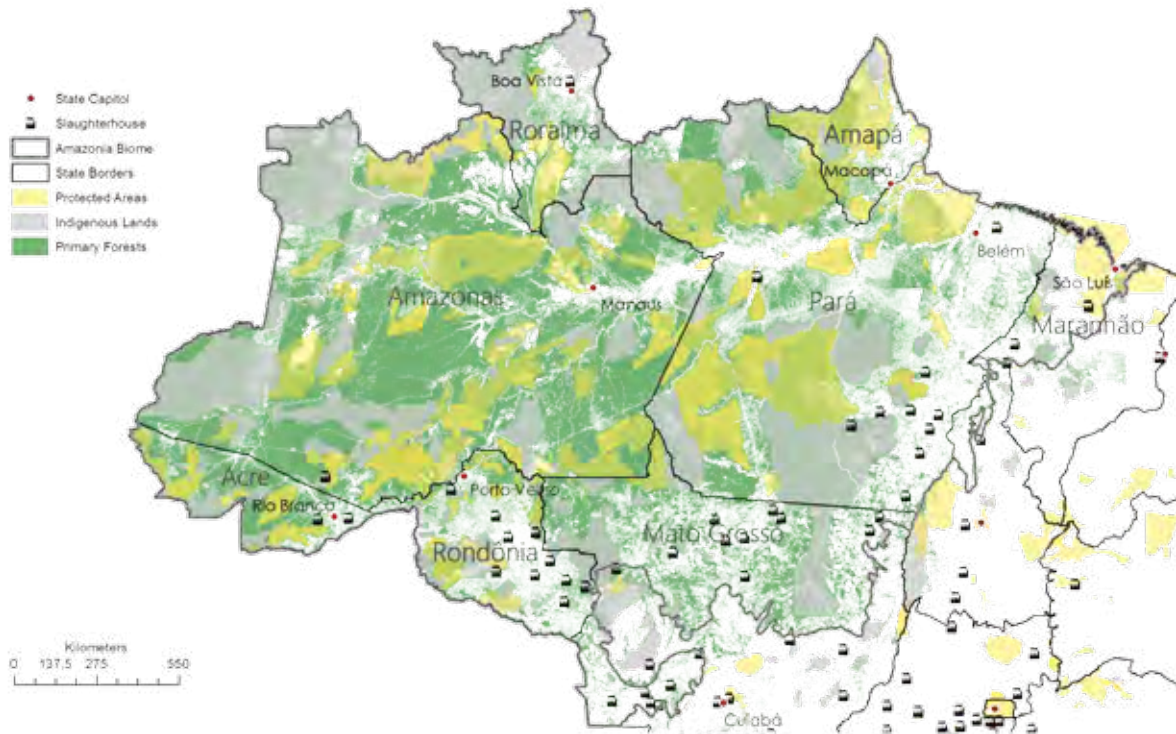 State Capitol
Slaughterhouse
Amazonia Biome
State Borders
Protected Areas
Indigenous Lands
Primary Forests
Boa Vista
Roraima
Amapá
Macapá
Belém
São Luís
Maranhão
Amazonas
Manaus
Pará
Acre
Rio Branco
Porto Velho
Rondônia
Mato Grosso
Cuiabá
Kilometers
0 137.5 275 550